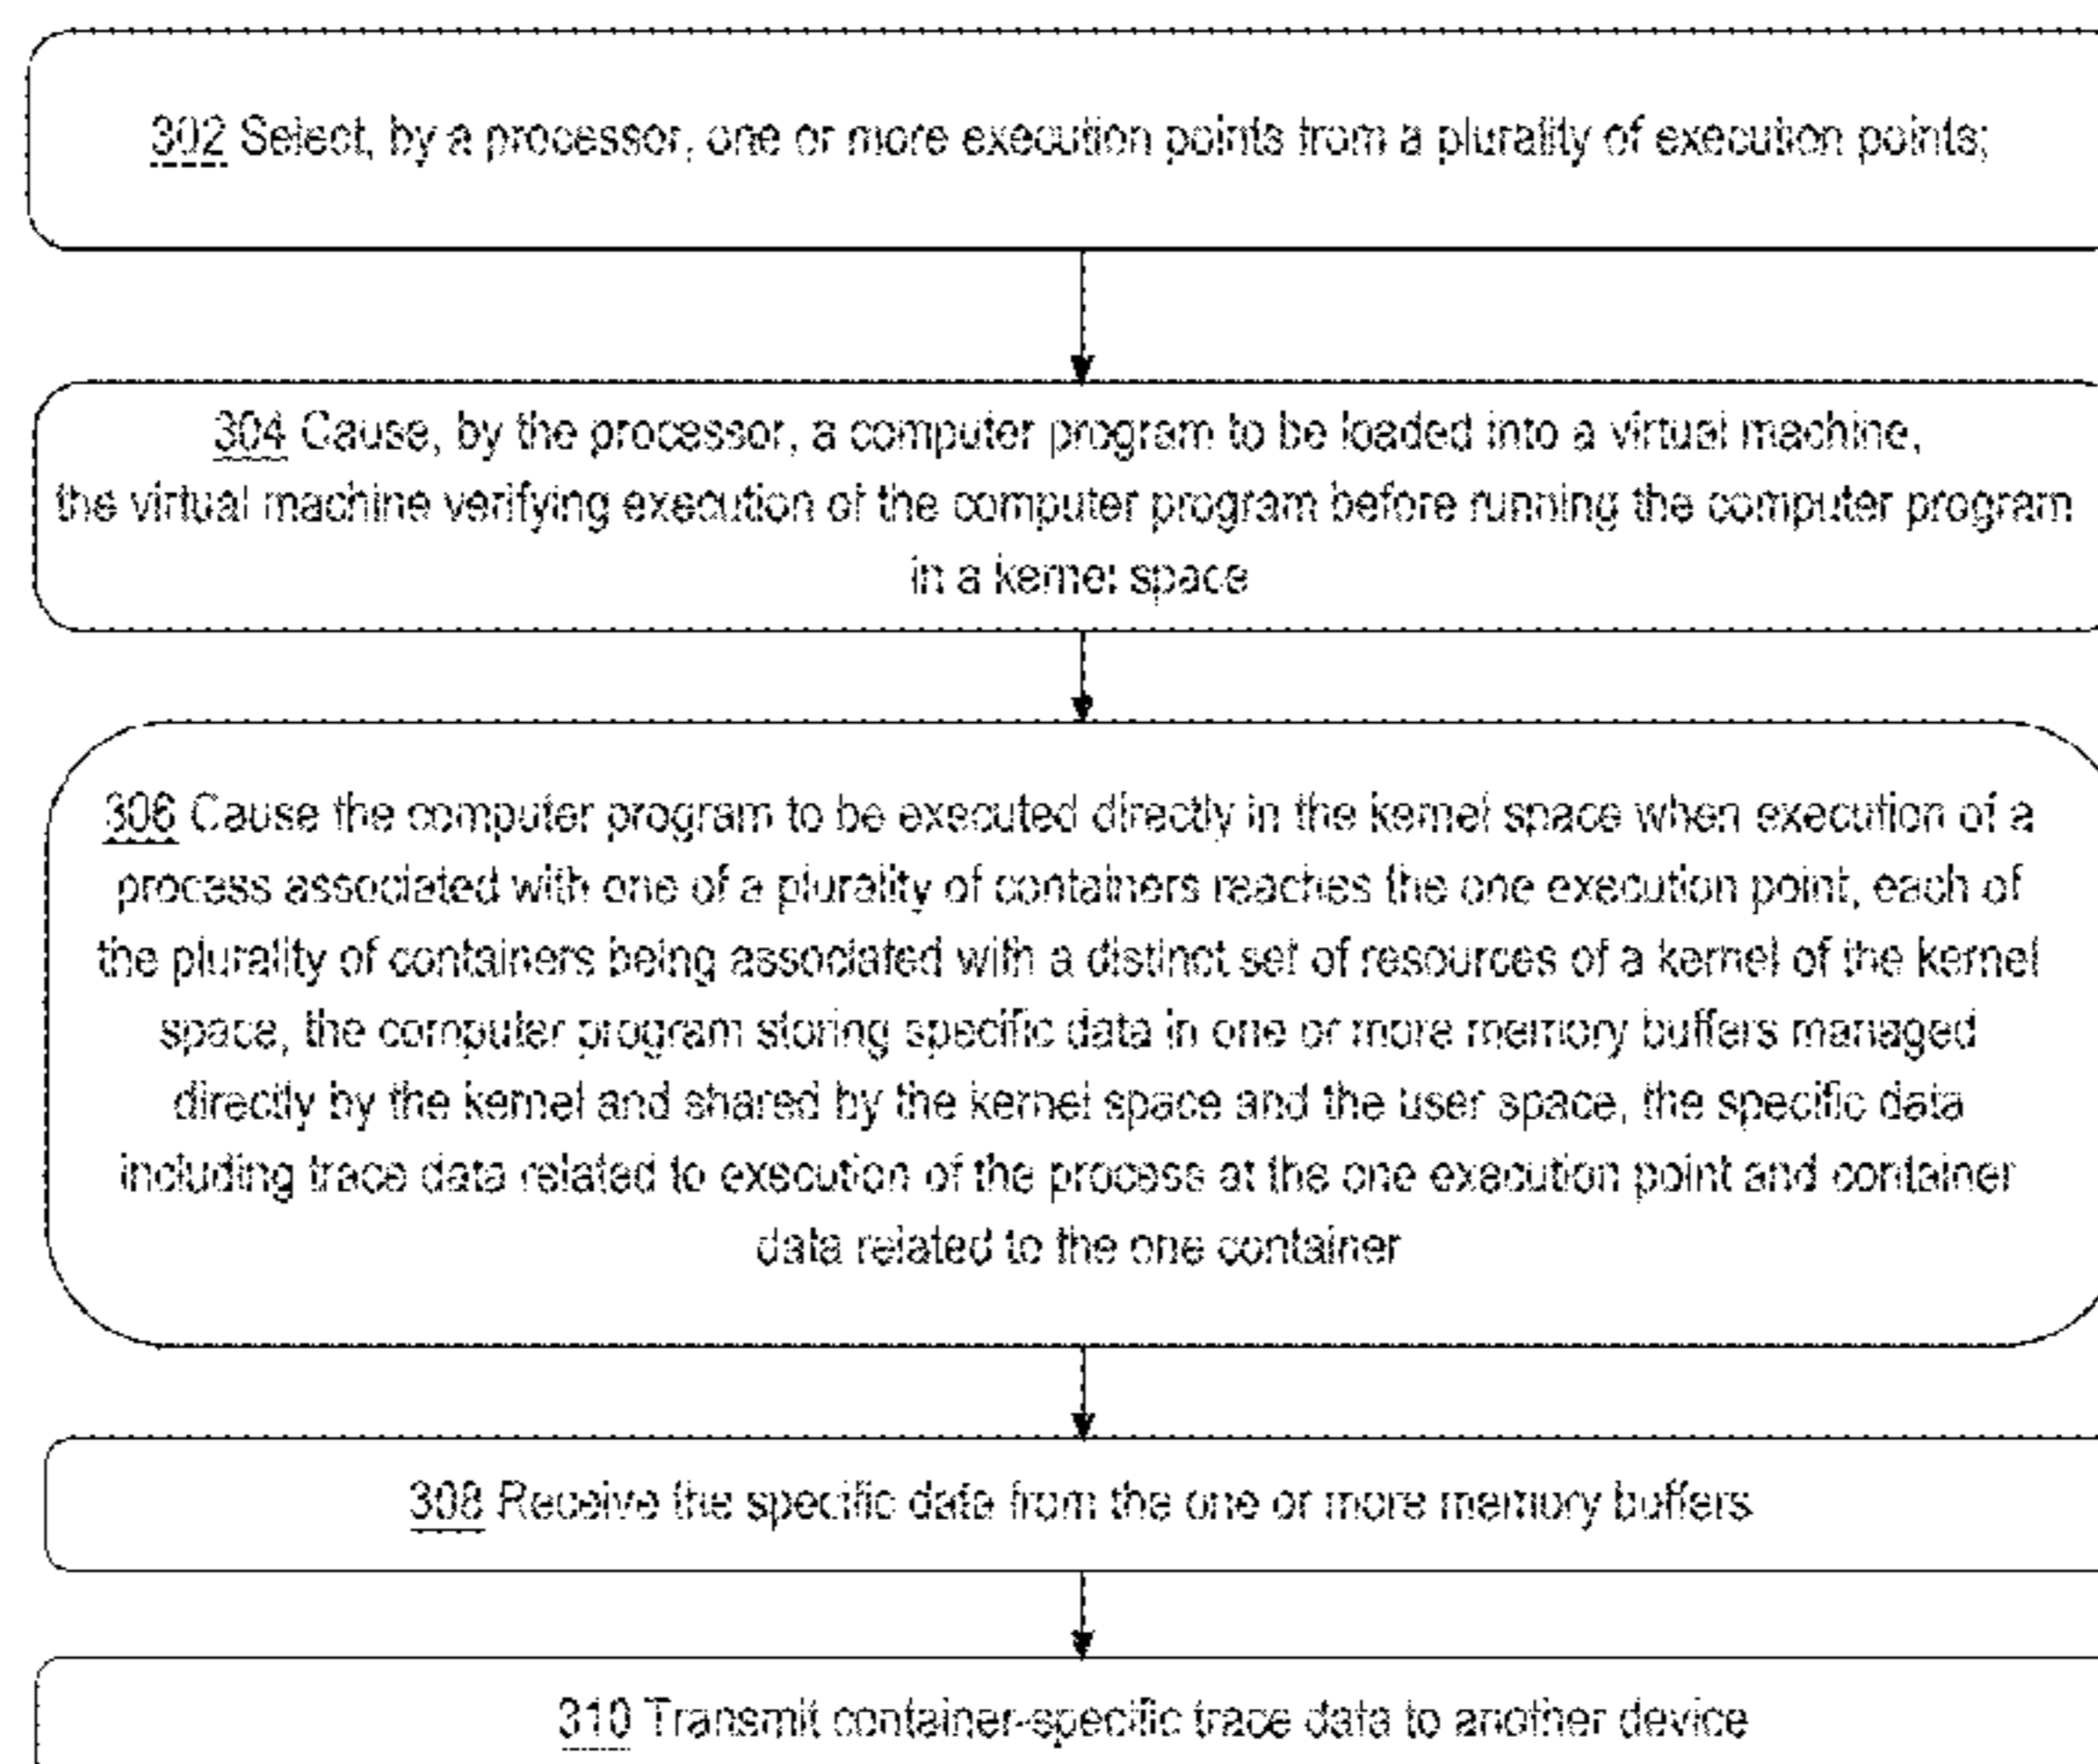 302 Select, by a processor, one or more execution points from a plurality of execution points;
304 Cause, by the processor, a computer program to be loaded into a virtual machine,
the virtual machine verifying execution of the computer program before running the computer program
in a kernel space
306 Cause the computer program to be executed directly in the kernel space when execution of a
process associated with one of a plurality of containers reaches the one execution point, each of
the plurality of containers being associated with a distinct set of resources of a kernel of the kernel
space, the computer program storing specific data in one or more memory buffers managed
directly by the kernel and shared by the kernel space and the user space, the specific data
including trace data related to execution of the process at the one execution point and container
data related to the one container
308 Receive the specific data from the one or more memory buffers
310 Transmit container-specific trace data to another device